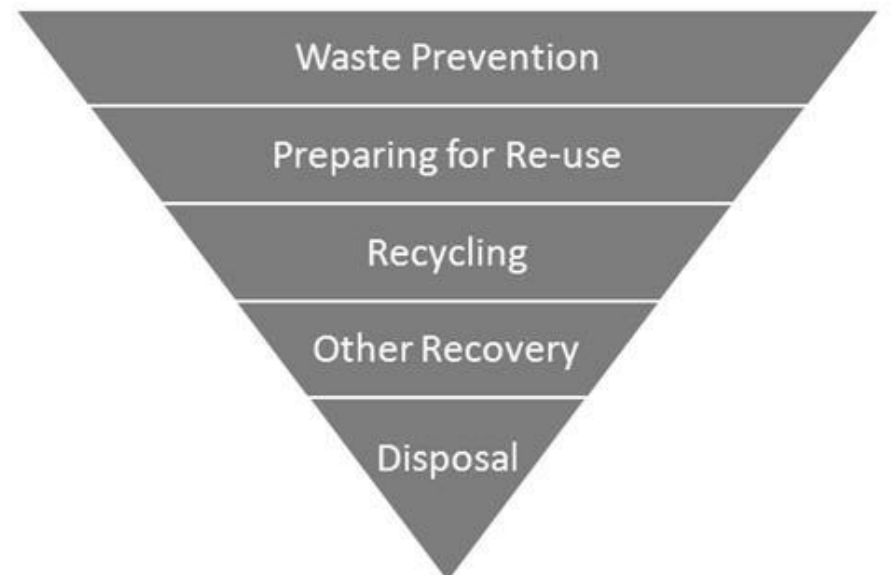 Waste Prevention
Preparing for Re-use
Recycling
Other Recovery
Disposal